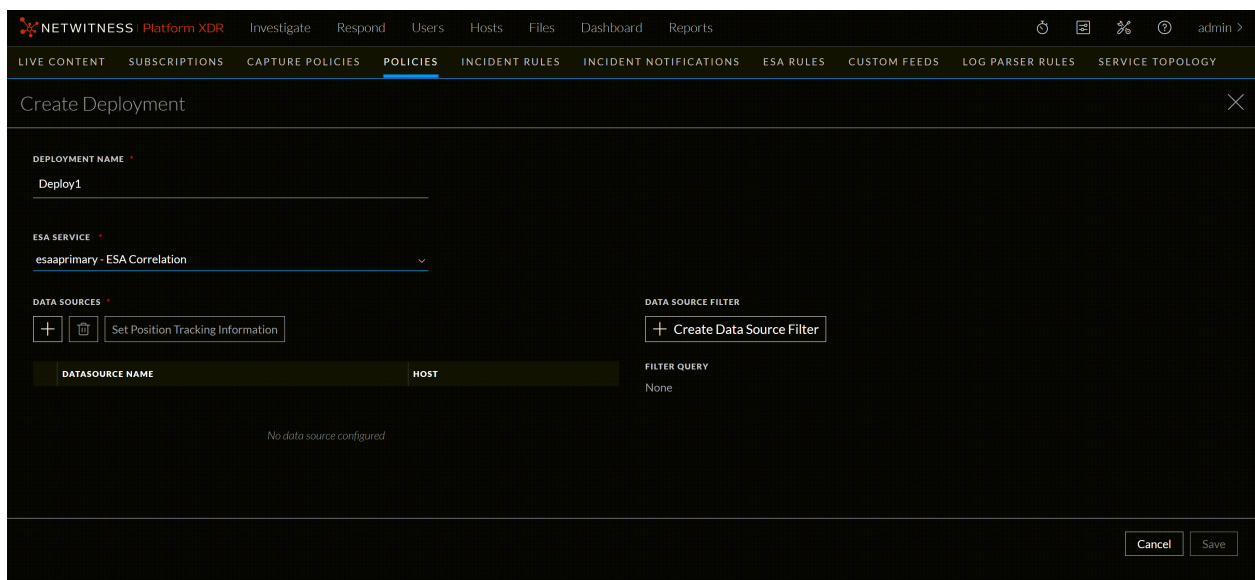 NETWITNESS Platform XDR Investigate Respond Users Hosts Files Dashboard Reports admin >
LIVE CONTENT SUBSCRIPTIONS CAPTURE POLICIES POLICIES INCIDENT RULES INCIDENT NOTIFICATIONS ESA RULES CUSTOM FEEDS LOG PARSER RULES SERVICE TOPOLOGY
Create Deployment
DEPLOYMENT NAME *
Deploy1
ESA SERVICE *
esaaprimary - ESA Correlation
DATA SOURCES *
Set Position Tracking Information
DATASOURCE NAME HOST
No data source configured
DATA SOURCE FILTER
+ Create Data Source Filter
FILTER QUERY
None
Cancel Save